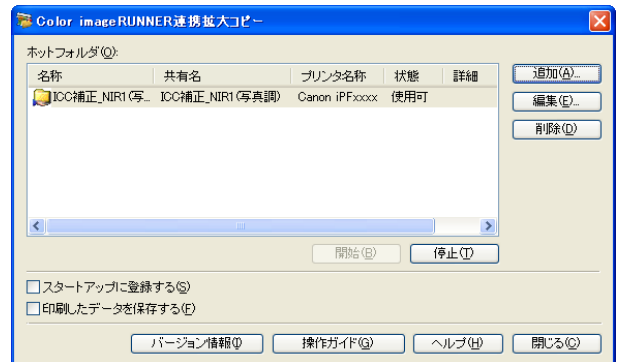 Color imageRUNNER連携拡大コピー
ホットフォルダ(O):
名称 共有名 プリンタ名称 状態 詳細
ICC補正_NIR1(写... ICC補正_NIR1(写真調) Canon iPFxxxx 使用可
追加(A)...
編集(E)...
削除(D)
開始(B) 停止(T)
スタートアップに登録する(S)
印刷したデータを保存する(F)
バージョン情報(I) 操作ガイド(G) ヘルプ(H) 閉じる(C)